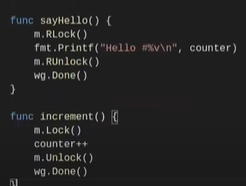 func sayHello() {
    m.RLock()
    fmt.Printf("Hello #%v\n", counter)
    m.RUnlock()
    wg.Done()
}

func increment() {
    m.Lock()
    counter++
    m.Unlock()
    wg.Done()
}